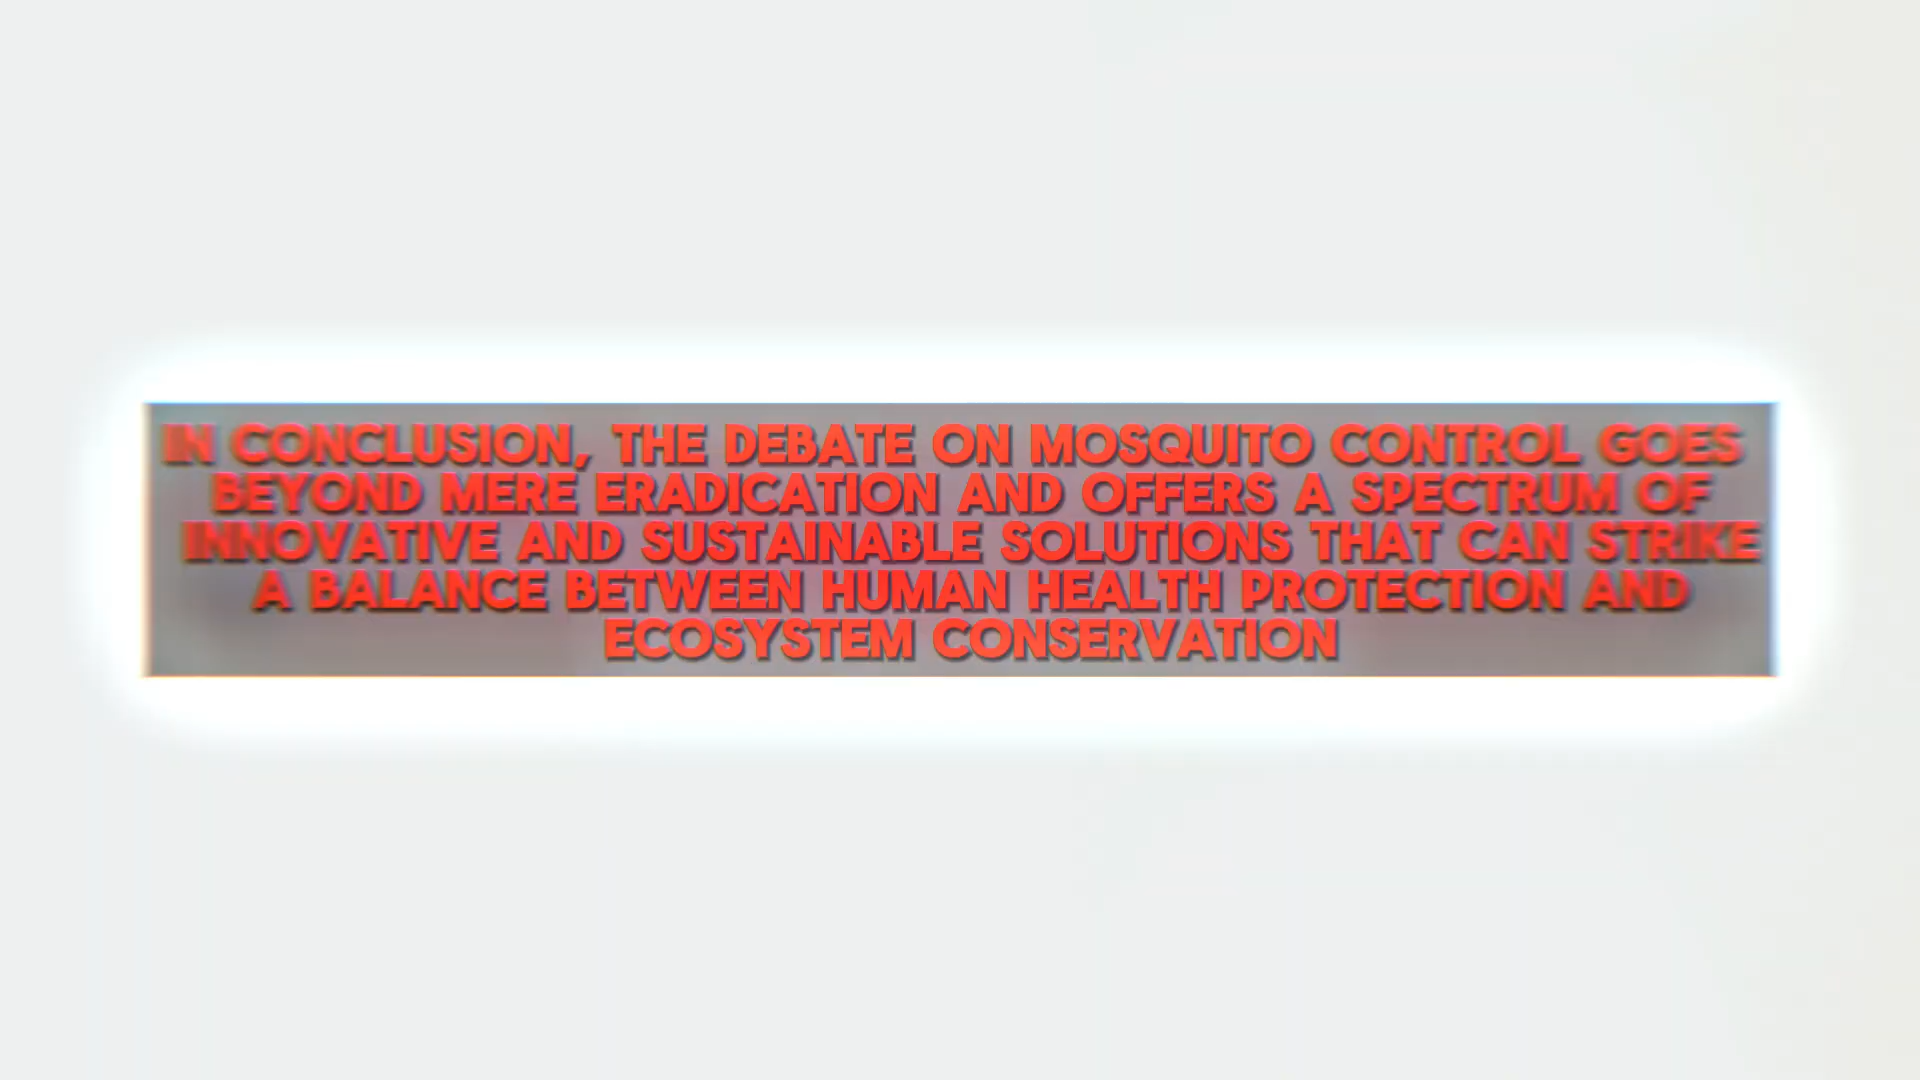 IN CONCLUSION, THE DEBATE ON MOSQUITO CONTROL GOES
BEYOND MERE ERADICATION AND OFFERS A SPECTRUM OF
INNOVATIVE AND SUSTAINABLE SOLUTIONS THAT CAN STRIKE
A BALANCE BETWEEN HUMAN HEALTH PROTECTION AND
ECOSYSTEM CONSERVATION